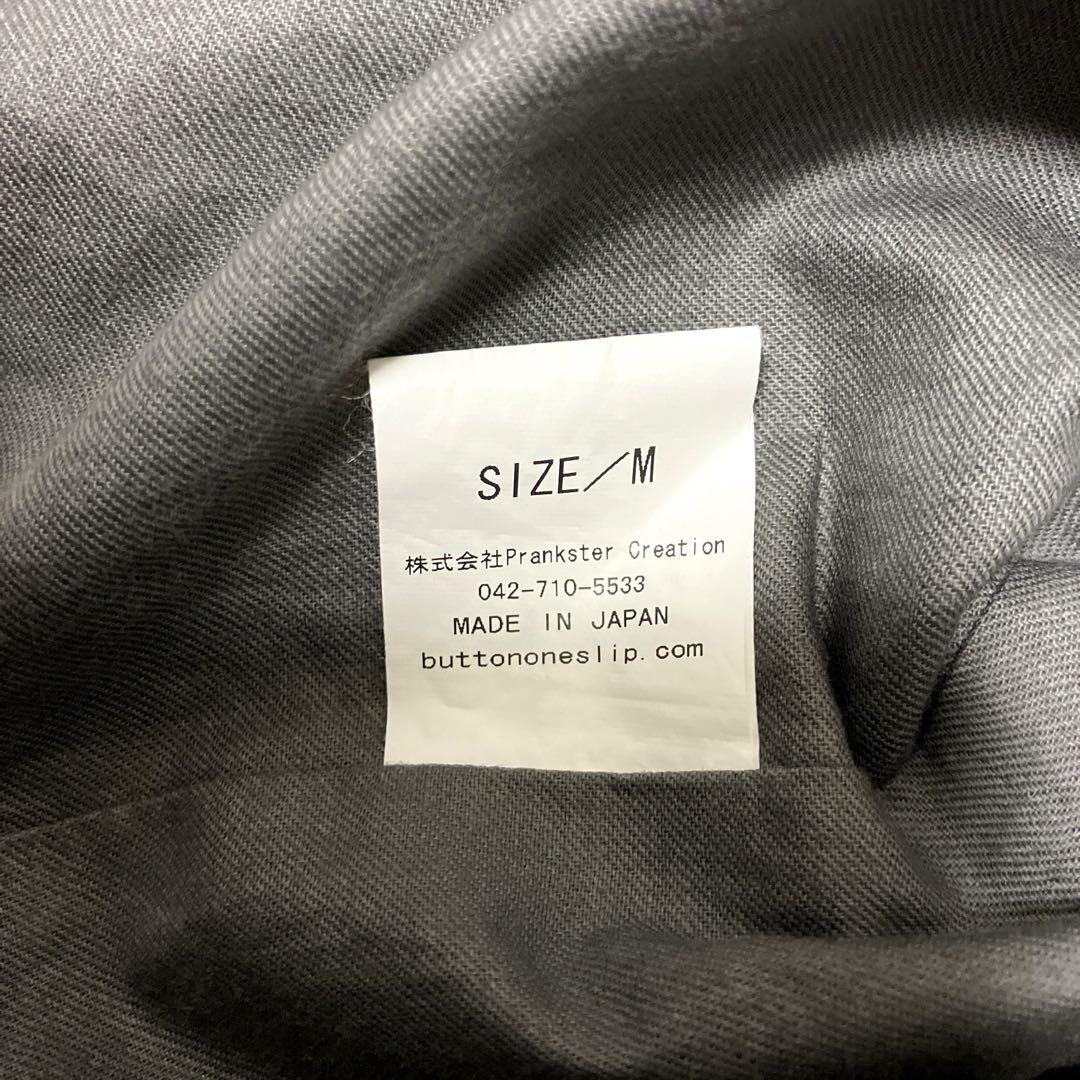 SIZE／M
株式会社Prankster Creation
042-710-5533
MADE IN JAPAN
buttononeslip.com